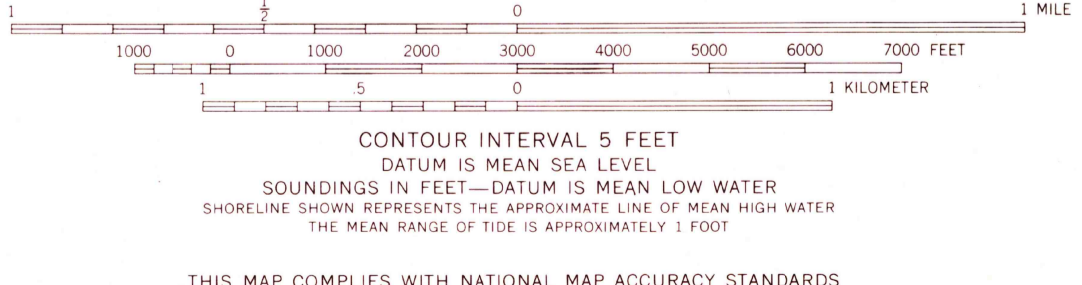 1 1/2 0 1 MILE
1000 0 1000 2000 3000 4000 5000 6000 7000 FEET
1 .5 0 1 KILOMETER
CONTOUR INTERVAL 5 FEET
DATUM IS MEAN SEA LEVEL
SOUNDINGS IN FEET—DATUM IS MEAN LOW WATER
SHORELINE SHOWN REPRESENTS THE APPROXIMATE LINE OF MEAN HIGH WATER
THE MEAN RANGE OF TIDE IS APPROXIMATELY 1 FOOT
THIS MAP COMPLIES WITH NATIONAL MAP ACCURACY STANDARDS